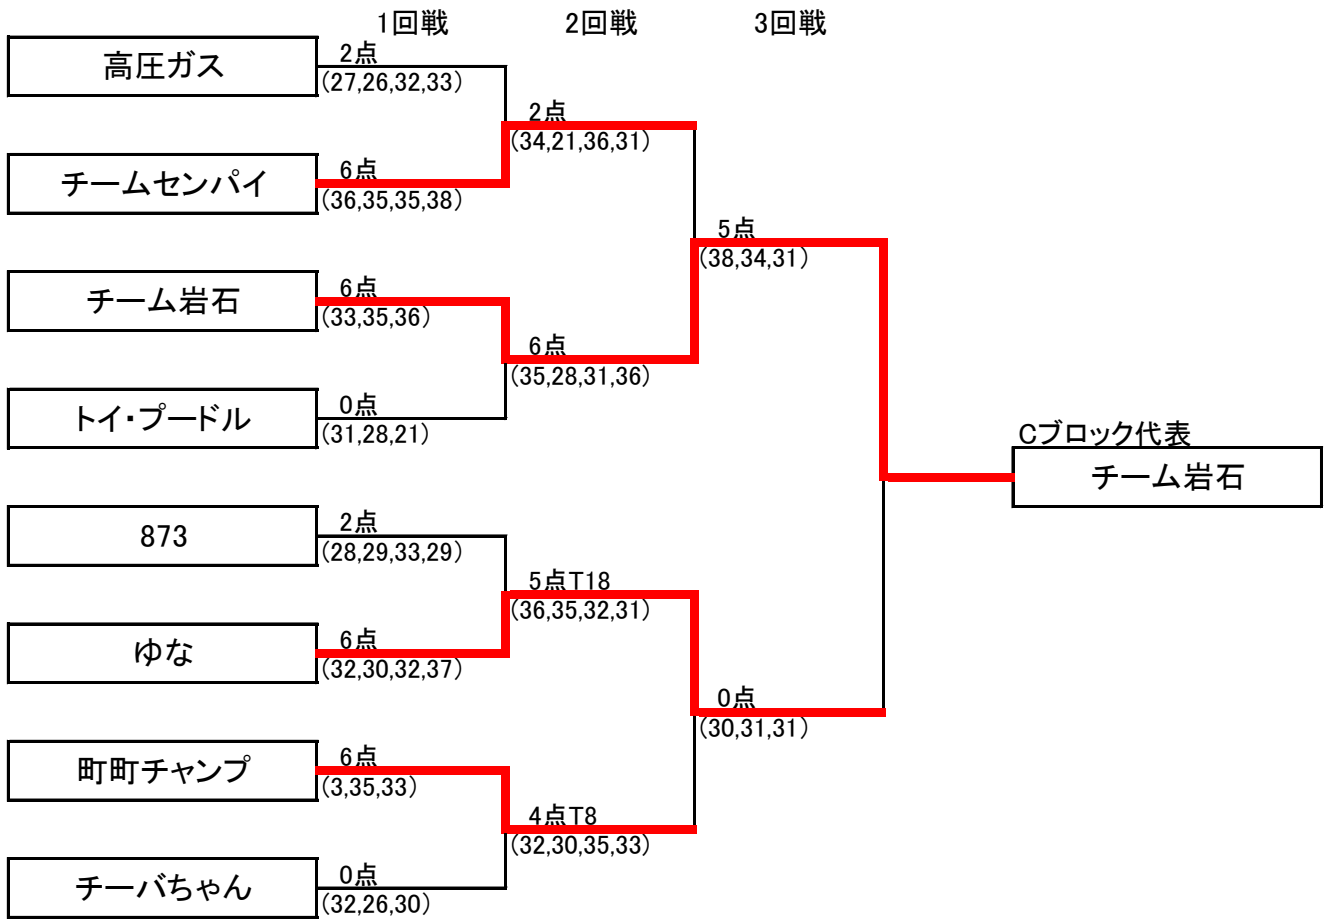 1回戦 2回戦 3回戦
高圧ガス
2点
(27,26,32,33)
2点
(34,21,36,31)
チームセンパイ
6点
(36,35,35,38)
5点
(38,34,31)
チーム岩石
6点
(33,35,36)
6点
(35,28,31,36)
トイ・プードル
0点
(31,28,21)
Cブロック代表
チーム岩石
873
2点
(28,29,33,29)
5点T18
(36,35,32,31)
ゆな
6点
(32,30,32,37)
0点
(30,31,31)
町町チャンプ
6点
(3,35,33)
4点T8
(32,30,35,33)
チーバちゃん
0点
(32,26,30)